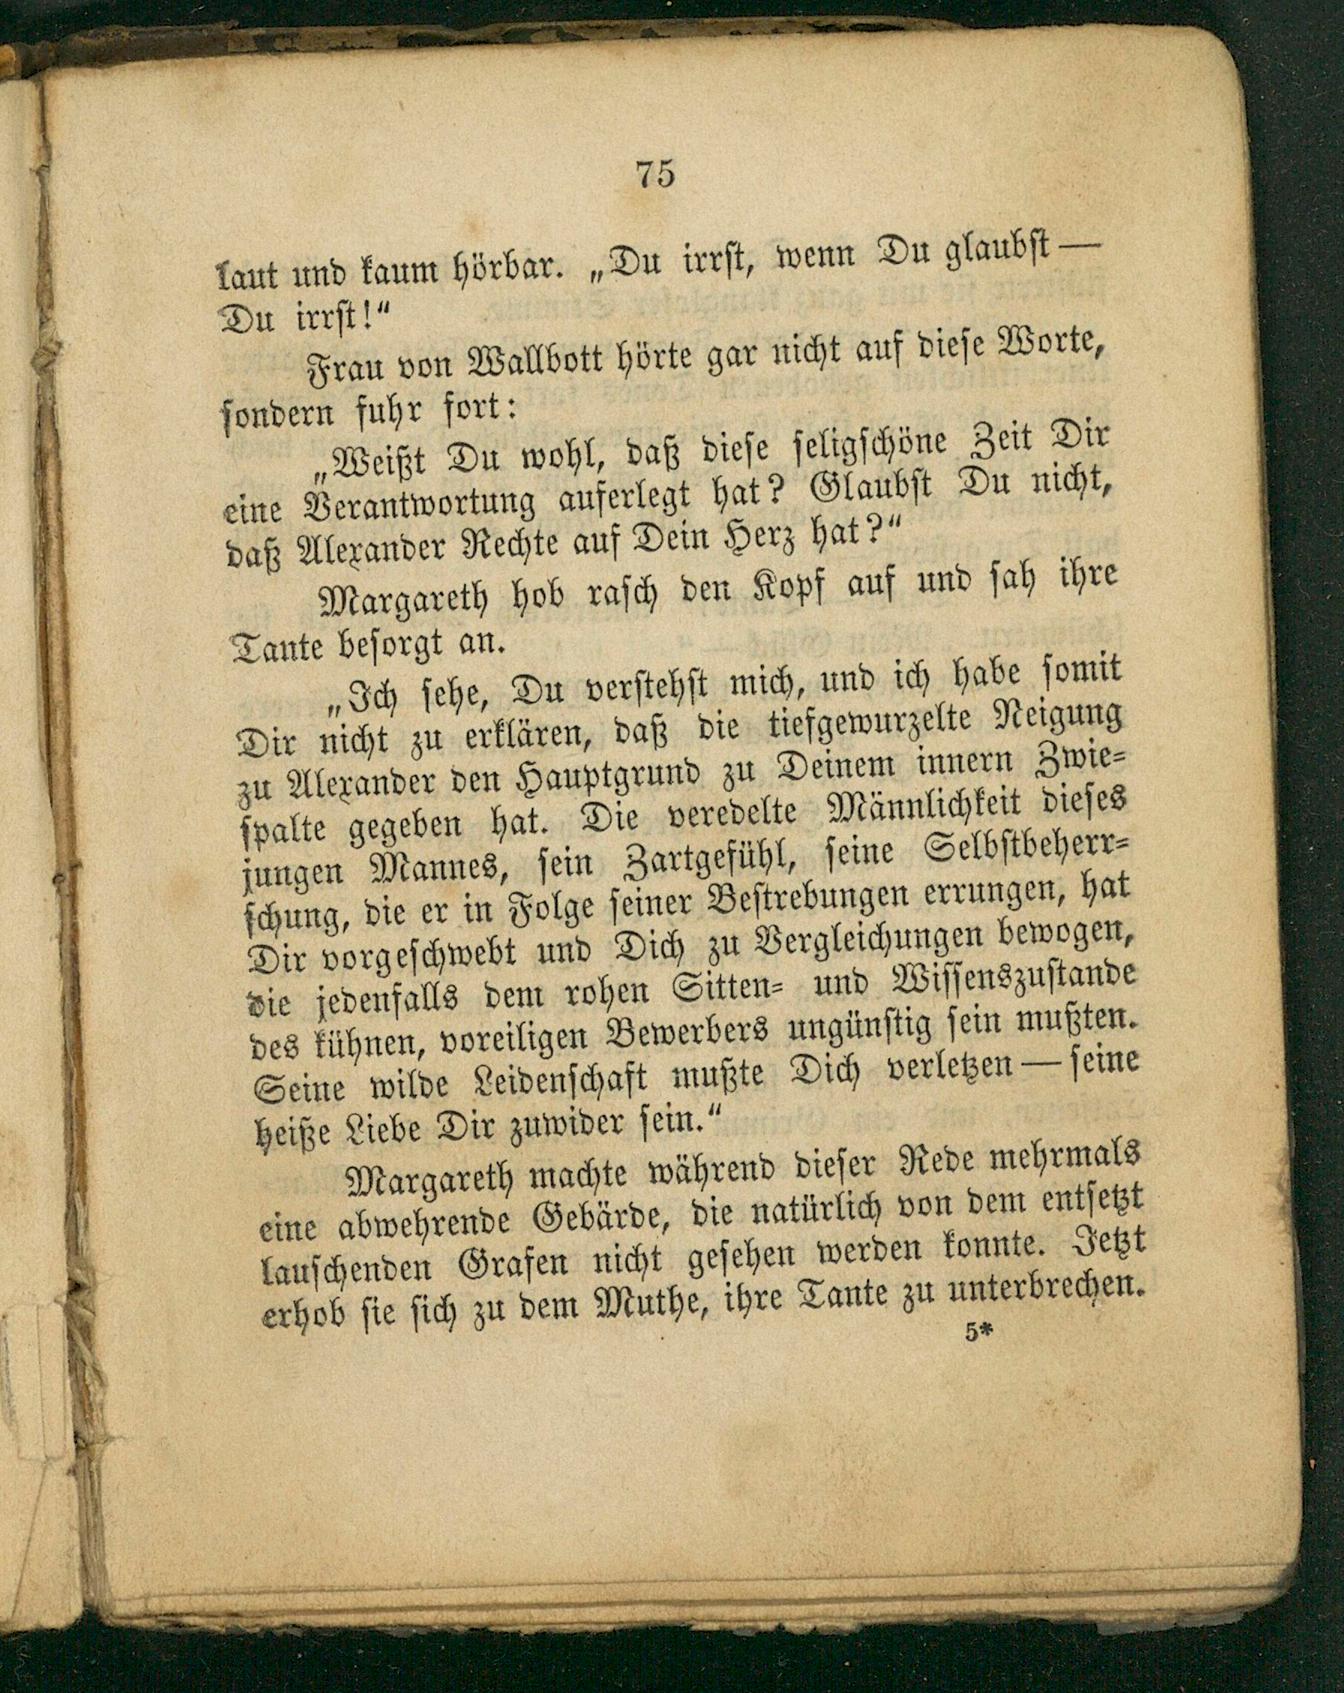 75
laut und kaum hörbar. „Du irrst, wenn Du glaubst —
Du irrst!“
Frau von Wallbott hörte gar nicht auf diese Worte,
sondern fuhr fort:
„Weißt Du wohl, daß diese seligschöne Zeit Dir
eine Verantwortung auferlegt hat? Glaubst Du nicht,
daß Alexander Rechte auf Dein Herz hat?“
Margareth hob rasch den Kopf auf und sah ihre
Tante besorgt an.
„Ich sehe, Du verstehst mich, und ich habe somit
Dir nicht zu erklären, daß die tiefgewurzelte Neigung
zu Alexander den Hauptgrund zu Deinem innern Zwie-
spalte gegeben hat. Die veredelte Männlichkeit dieses
jungen Mannes, sein Zartgefühl, seine Selbstbeherr-
schung, die er in Folge seiner Bestrebungen errungen, hat
Dir vorgeschwebt und Dich zu Vergleichungen bewogen,
die jedenfalls dem rohen Sitten- und Wissenszustande
des kühnen, voreiligen Bewerbers ungünstig sein mußten.
Seine wilde Leidenschaft mußte Dich verletzen — seine
heiße Liebe Dir zuwider sein.“
Margareth machte während dieser Rede mehrmals
eine abwehrende Gebärde, die natürlich von dem entsetzt
lauschenden Grafen nicht gesehen werden konnte. Jetzt
erhob sie sich zu dem Muthe, ihre Tante zu unterbrechen.
5*